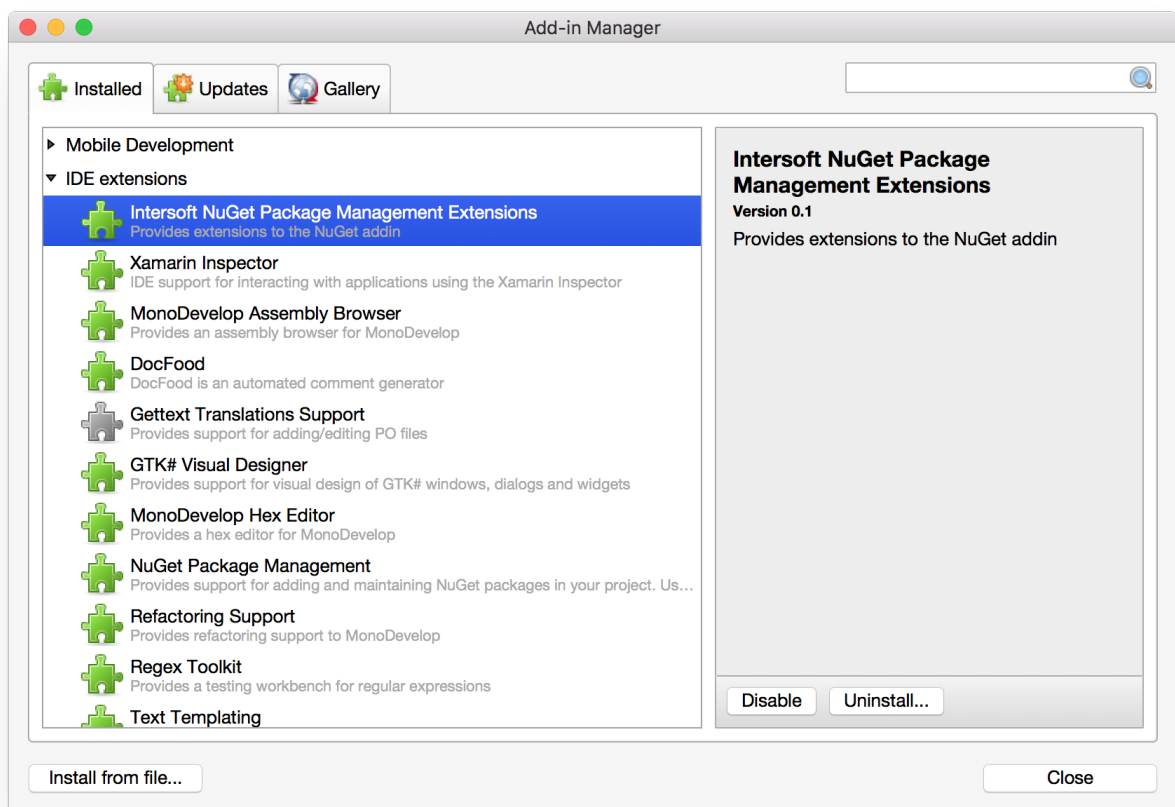 Add-in Manager
Installed
Updates
Gallery
Mobile Development
IDE extensions
Intersoft NuGet Package Management Extensions
Provides extensions to the NuGet addin
Xamarin Inspector
IDE support for interacting with applications using the Xamarin Inspector
MonoDevelop Assembly Browser
Provides an assembly browser for MonoDevelop
DocFood
DocFood is an automated comment generator
Gettext Translations Support
Provides support for adding/editing PO files
GTK# Visual Designer
Provides support for visual design of GTK# windows, dialogs and widgets
MonoDevelop Hex Editor
Provides a hex editor for MonoDevelop
NuGet Package Management
Provides support for adding and maintaining NuGet packages in your project. Us...
Refactoring Support
Provides refactoring support to MonoDevelop
Regex Toolkit
Provides a testing workbench for regular expressions
Text Templating
Intersoft NuGet Package
Management Extensions
Version 0.1
Provides extensions to the NuGet addin
Disable
Uninstall...
Install from file...
Close